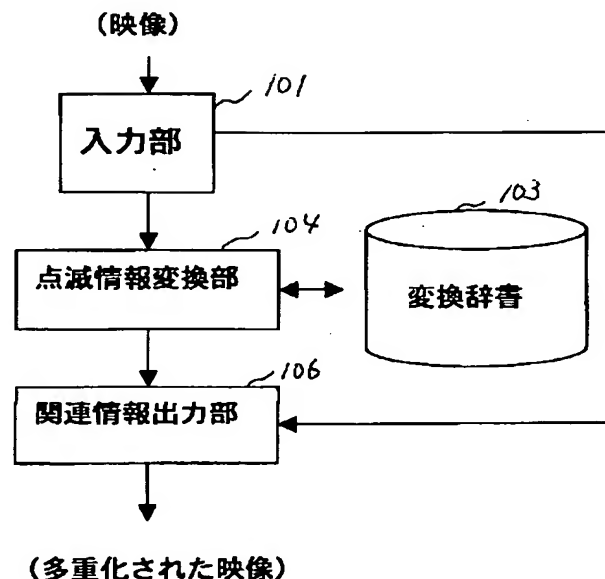 (映像)
101
入力部
103
104
点滅情報変換部
変換辞書
106
関連情報出力部
(多重化された映像)